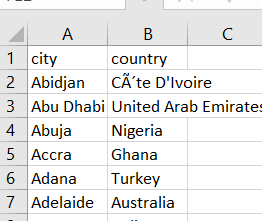 A B C
1 city country
2 Abidjan CÃ´te D'Ivoire
3 Abu Dhabi United Arab Emirates
4 Abuja Nigeria
5 Accra Ghana
6 Adana Turkey
7 Adelaide Australia